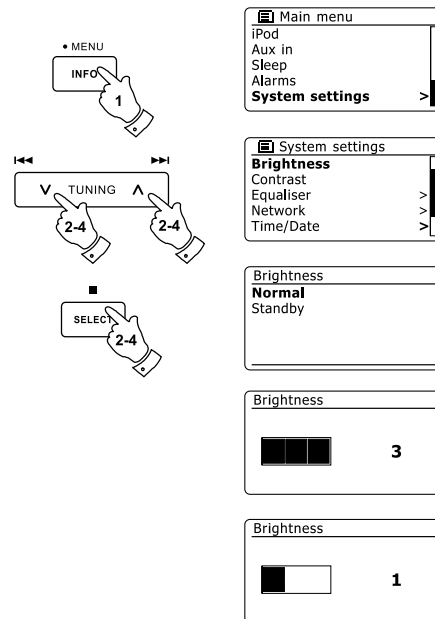 • MENU
INFO
1
TUNING
2-4
2-4
SELECT
2-4
Main menu
iPod
Aux in
Sleep
Alarms
System settings >
System settings
Brightness
Contrast
Equaliser >
Network >
Time/Date >
Brightness
Normal
Standby
Brightness
3
Brightness
1